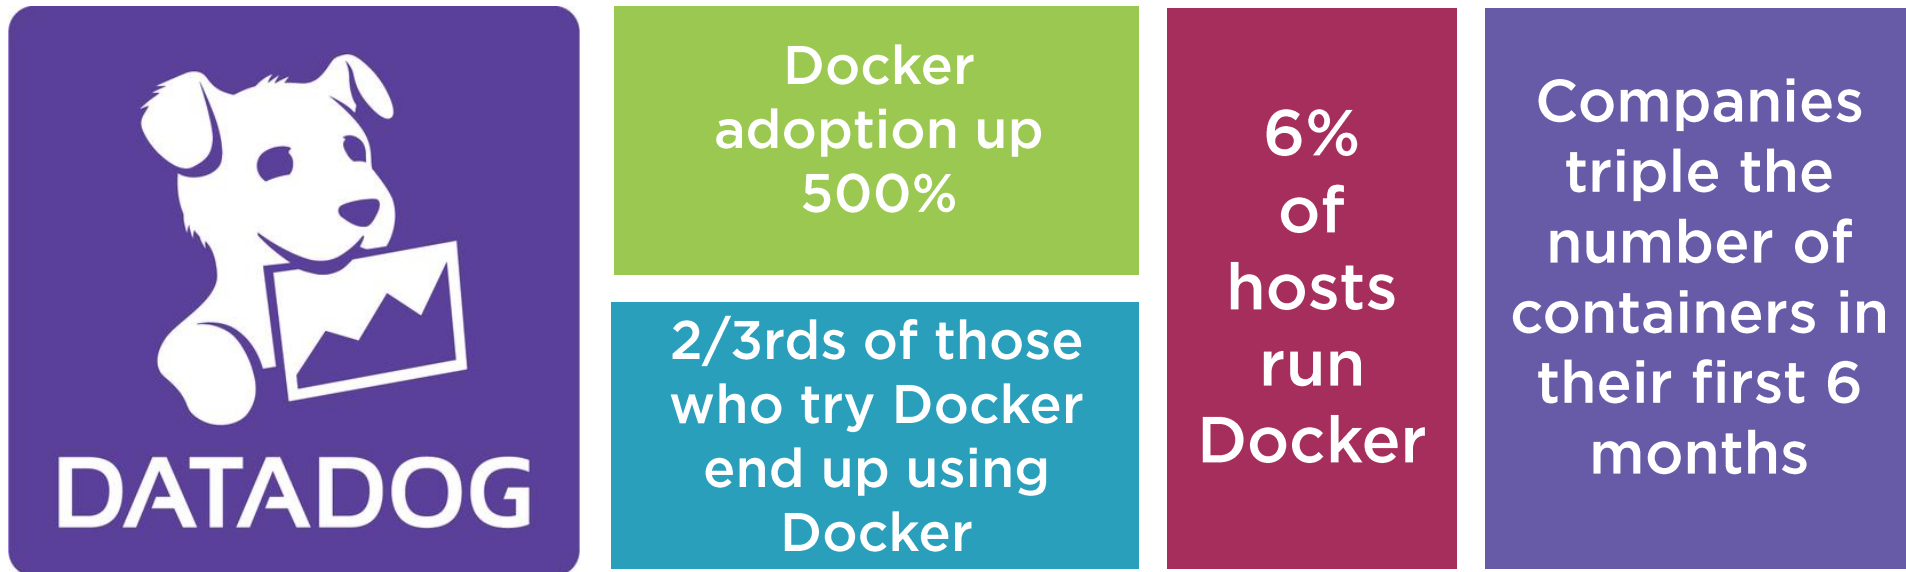 DATADOG
Docker
adoption up
500%
2/3rds of those
who try Docker
end up using
Docker
6%
of
hosts
run
Docker
Companies
triple the
number of
containers in
their first 6
months